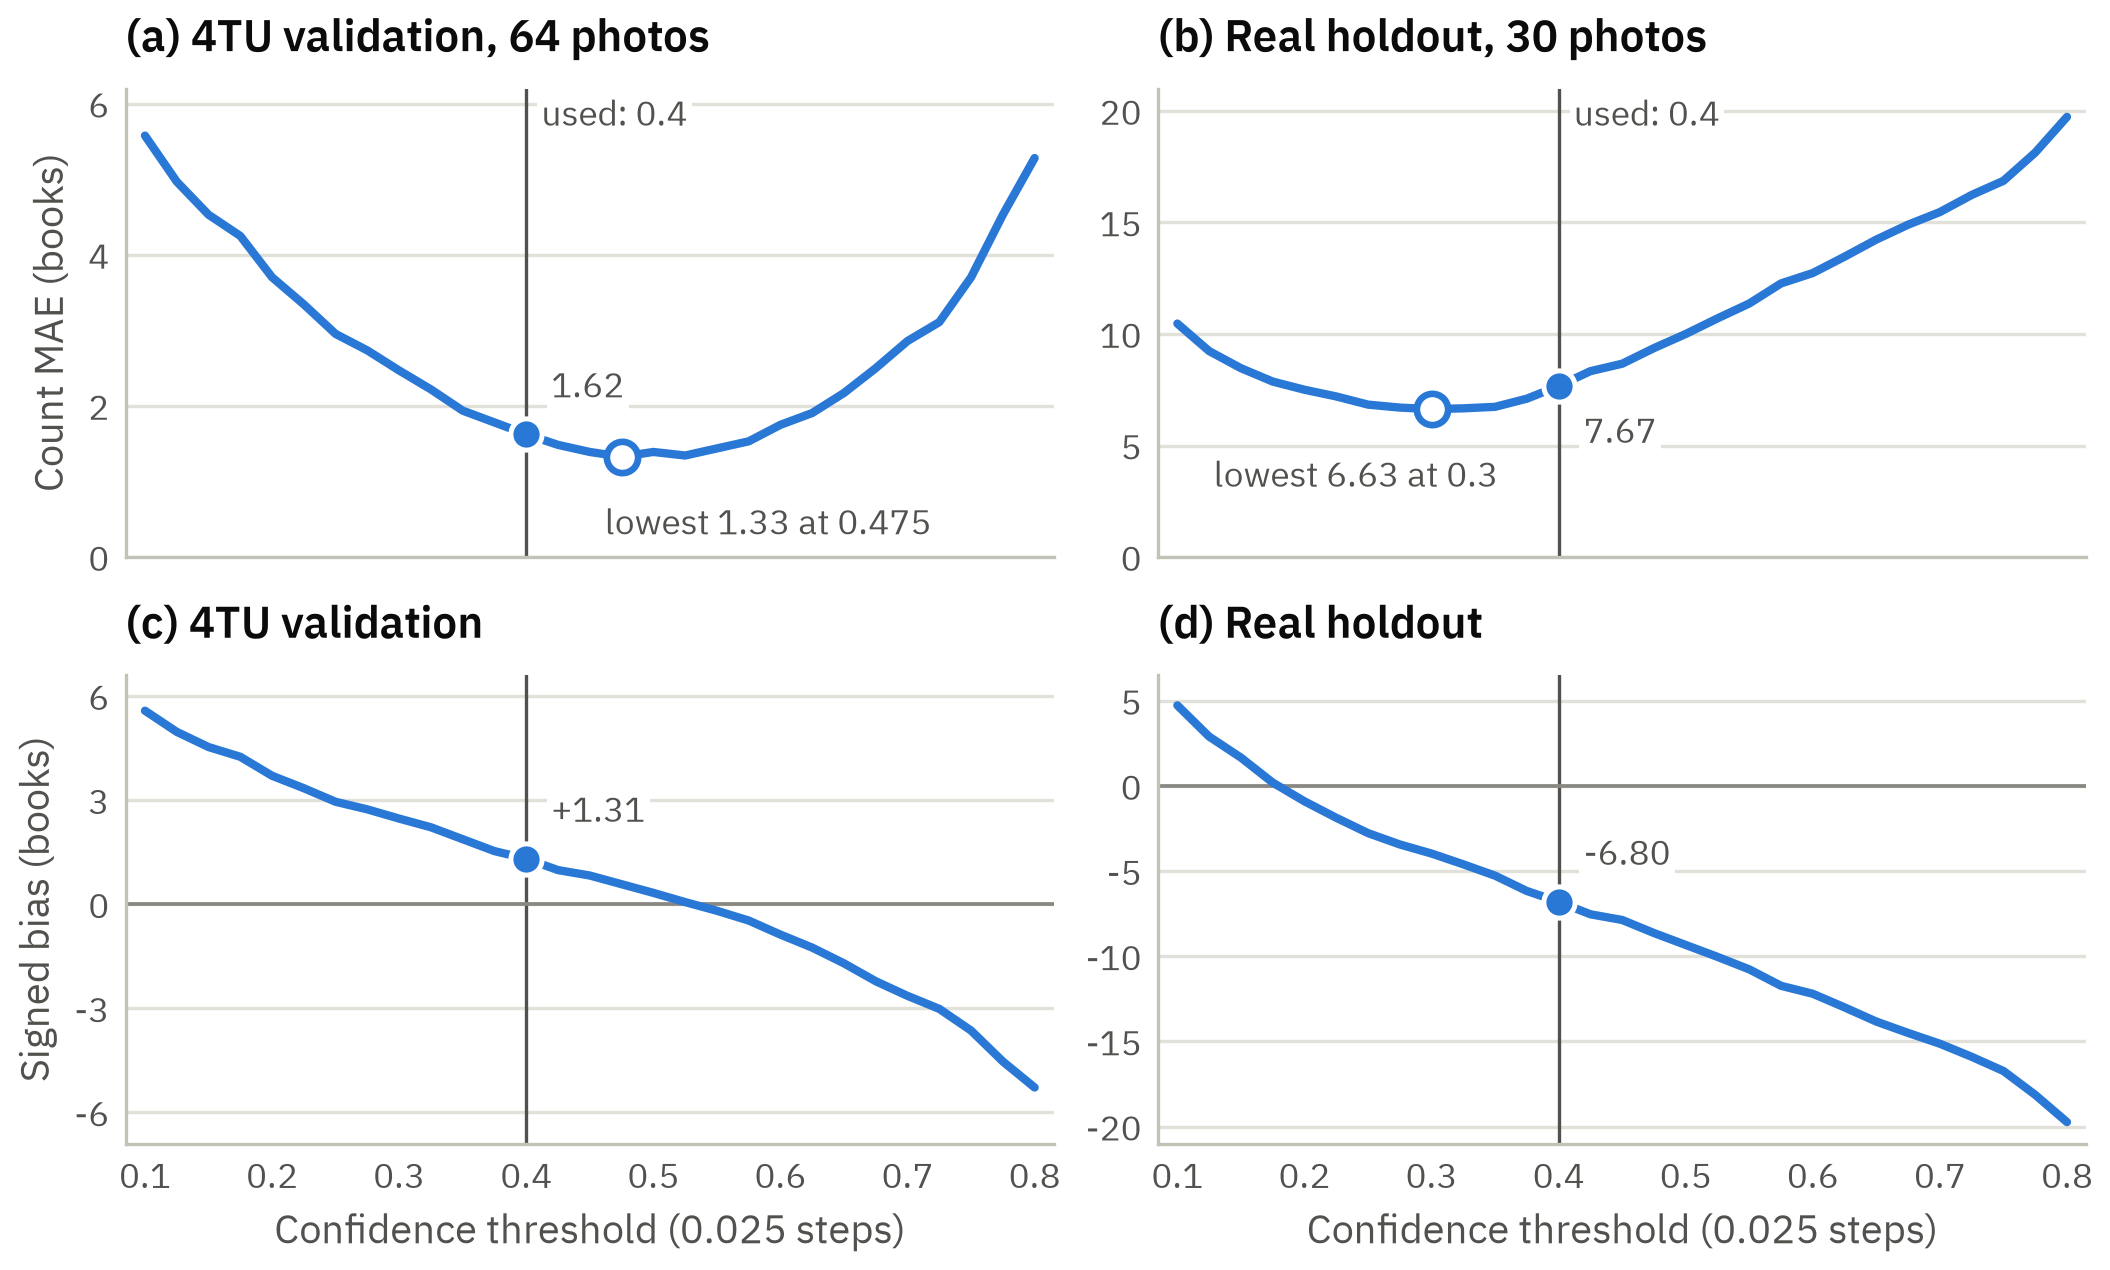 (a) 4TU validation, 64 photos
Count MAE (books)
6
4
2
0
used: 0.4
1.62
lowest 1.33 at 0.475
(b) Real holdout, 30 photos
20
15
10
5
0
used: 0.4
7.67
lowest 6.63 at 0.3
(c) 4TU validation
Signed bias (books)
6
3
0
-3
-6
+1.31
0.1 0.2 0.3 0.4 0.5 0.6 0.7 0.8
Confidence threshold (0.025 steps)
(d) Real holdout
5
0
-5
-10
-15
-20
-6.80
0.1 0.2 0.3 0.4 0.5 0.6 0.7 0.8
Confidence threshold (0.025 steps)